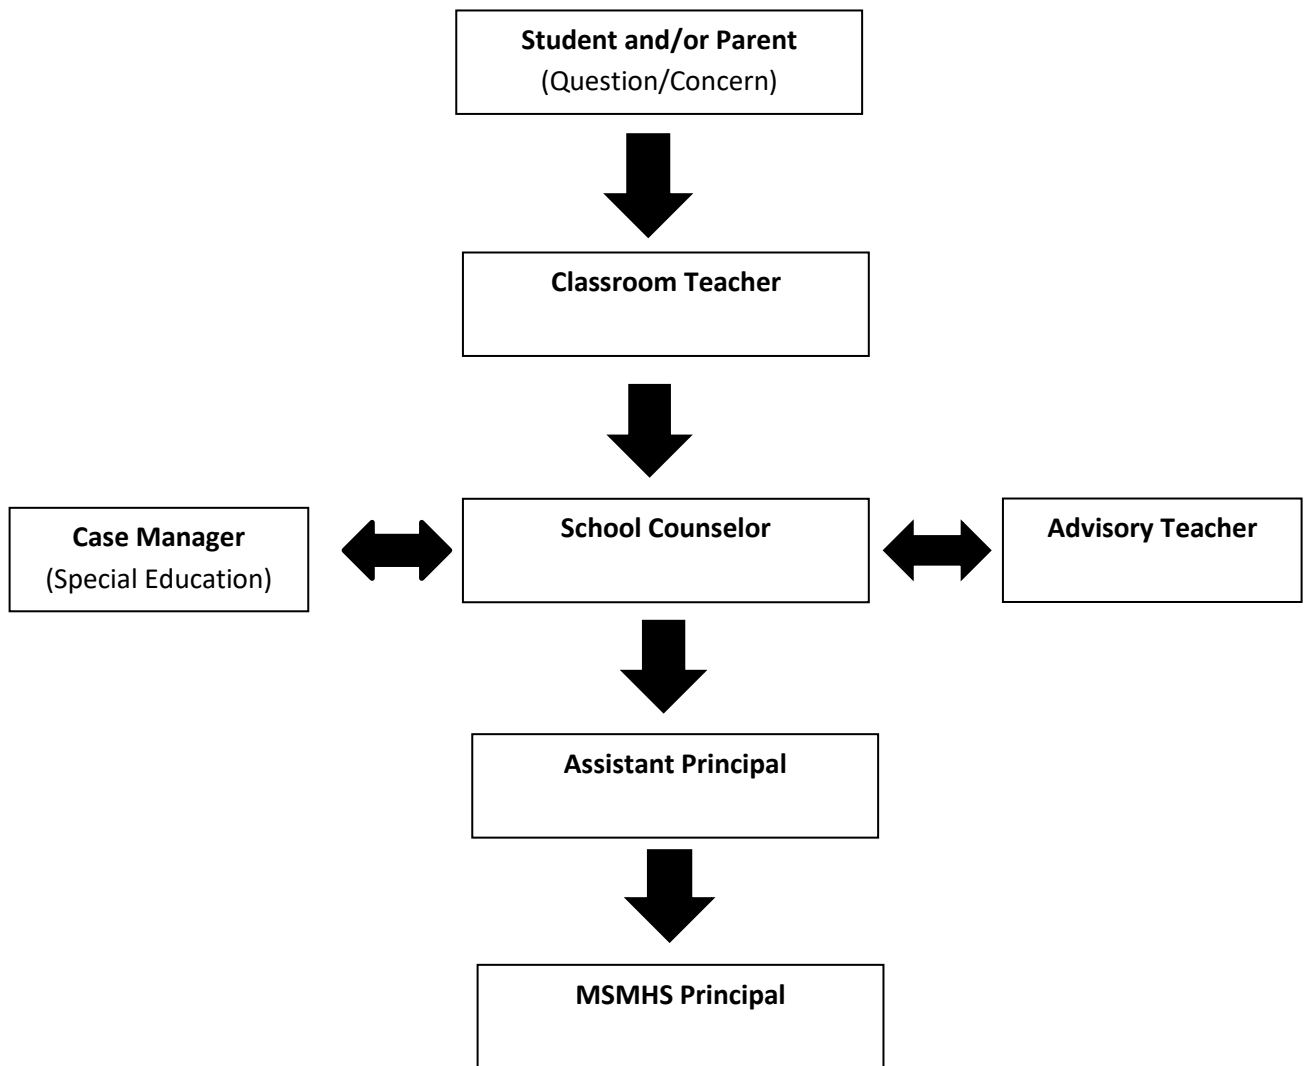 Student and/or Parent
(Question/Concern)
Classroom Teacher
School Counselor
Case Manager
(Special Education)
Advisory Teacher
Assistant Principal
MSMHS Principal